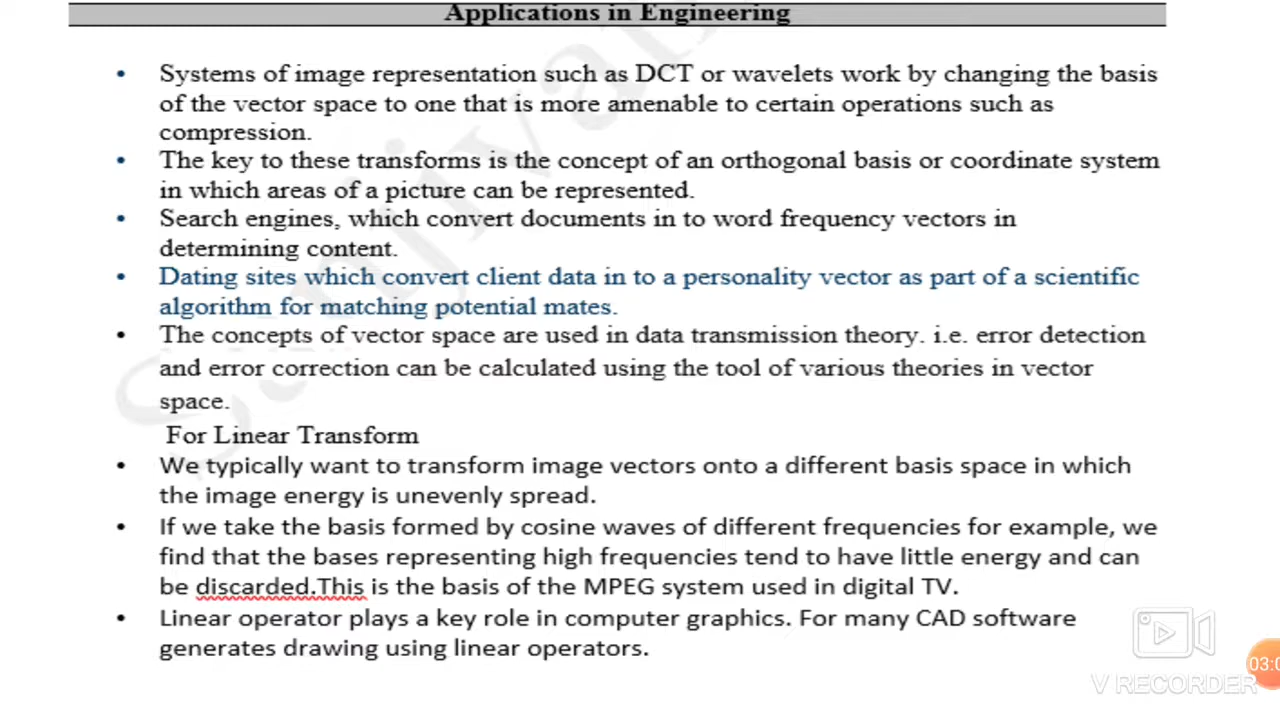 Applications in Engineering
• Systems of image representation such as DCT or wavelets work by changing the basis
of the vector space to one that is more amenable to certain operations such as
compression.
• The key to these transforms is the concept of an orthogonal basis or coordinate system
in which areas of a picture can be represented.
• Search engines, which convert documents in to word frequency vectors in
determining content.
• Dating sites which convert client data in to a personality vector as part of a scientific
algorithm for matching potential mates.
• The concepts of vector space are used in data transmission theory. i.e. error detection
and error correction can be calculated using the tool of various theories in vector
space.
For Linear Transform
• We typically want to transform image vectors onto a different basis space in which
the image energy is unevenly spread.
• If we take the basis formed by cosine waves of different frequencies for example, we
find that the bases representing high frequencies tend to have little energy and can
be discarded.This is the basis of the MPEG system used in digital TV.
• Linear operator plays a key role in computer graphics. For many CAD software
generates drawing using linear operators.
V RECORDER